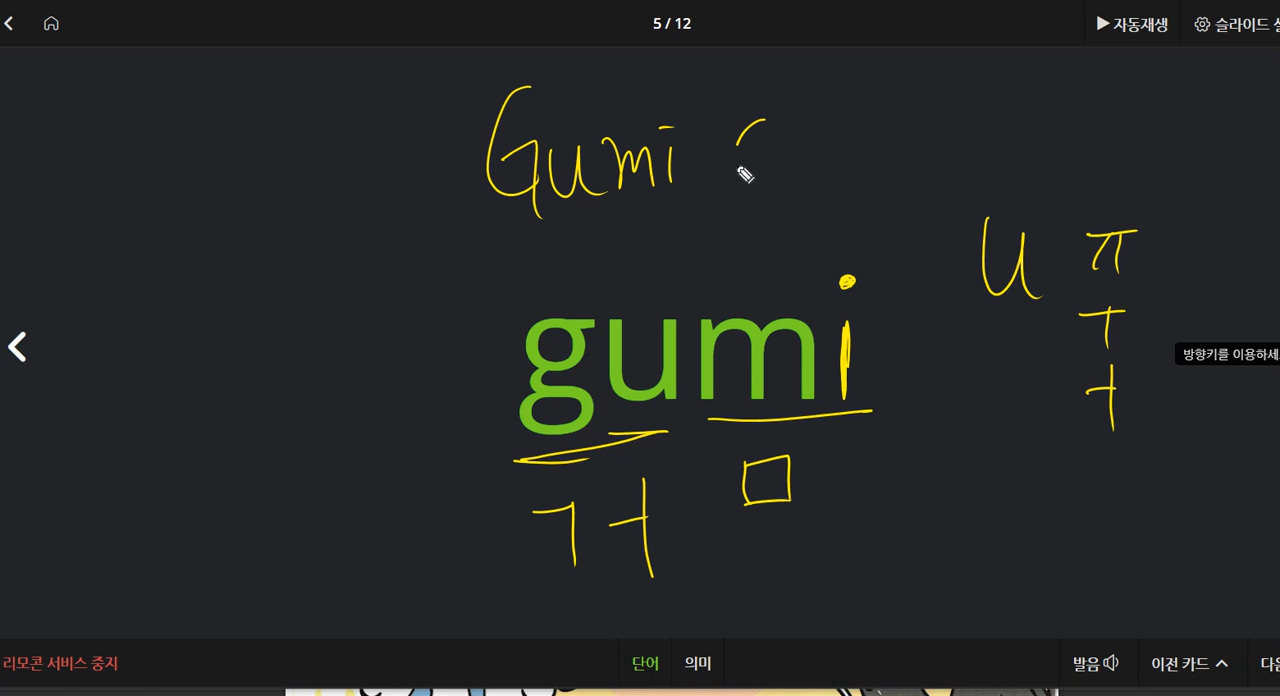 5 / 12
▶ 자동재생
슬라이드
Gumi
u ㅠ
ㅜ
ㅓ
gumi
방향키를 이용하세
거 ㅁ
리모콘 서비스 중지
단어
의미
발음
이전 카드